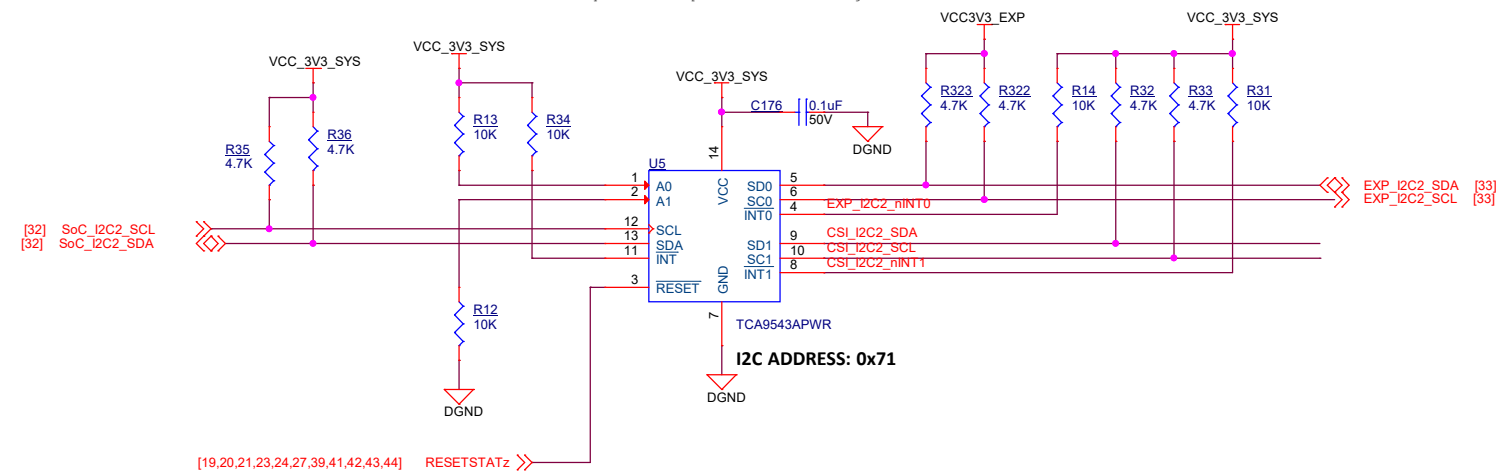 VCC3V3_EXP
VCC_3V3_SYS
VCC_3V3_SYS
VCC_3V3_SYS
VCC_3V3_SYS
C176
0.1uF
50V
DGND
R323
4.7K
R322
4.7K
R14
10K
R32
4.7K
R33
4.7K
R31
10K
R35
4.7K
R36
4.7K
R13
10K
R34
10K
U5
14
VCC
1
A0
2
A1
12
SCL
13
SDA
11
INT
3
RESET
GND
7
SD0
5
SC0
6
INT0
4
EXP_I2C2_nINT0
SD1
9
CSI_I2C2_SDA
SC1
10
CSI_I2C2_SCL
INT1
8
CSI_I2C2_nINT1
EXP_I2C2_SDA [33]
EXP_I2C2_SCL [33]
[32] SoC_I2C2_SCL
[32] SoC_I2C2_SDA
R12
10K
DGND
TCA9543APWR
I2C ADDRESS: 0x71
DGND
[19,20,21,23,24,27,39,41,42,43,44] RESETSTATz